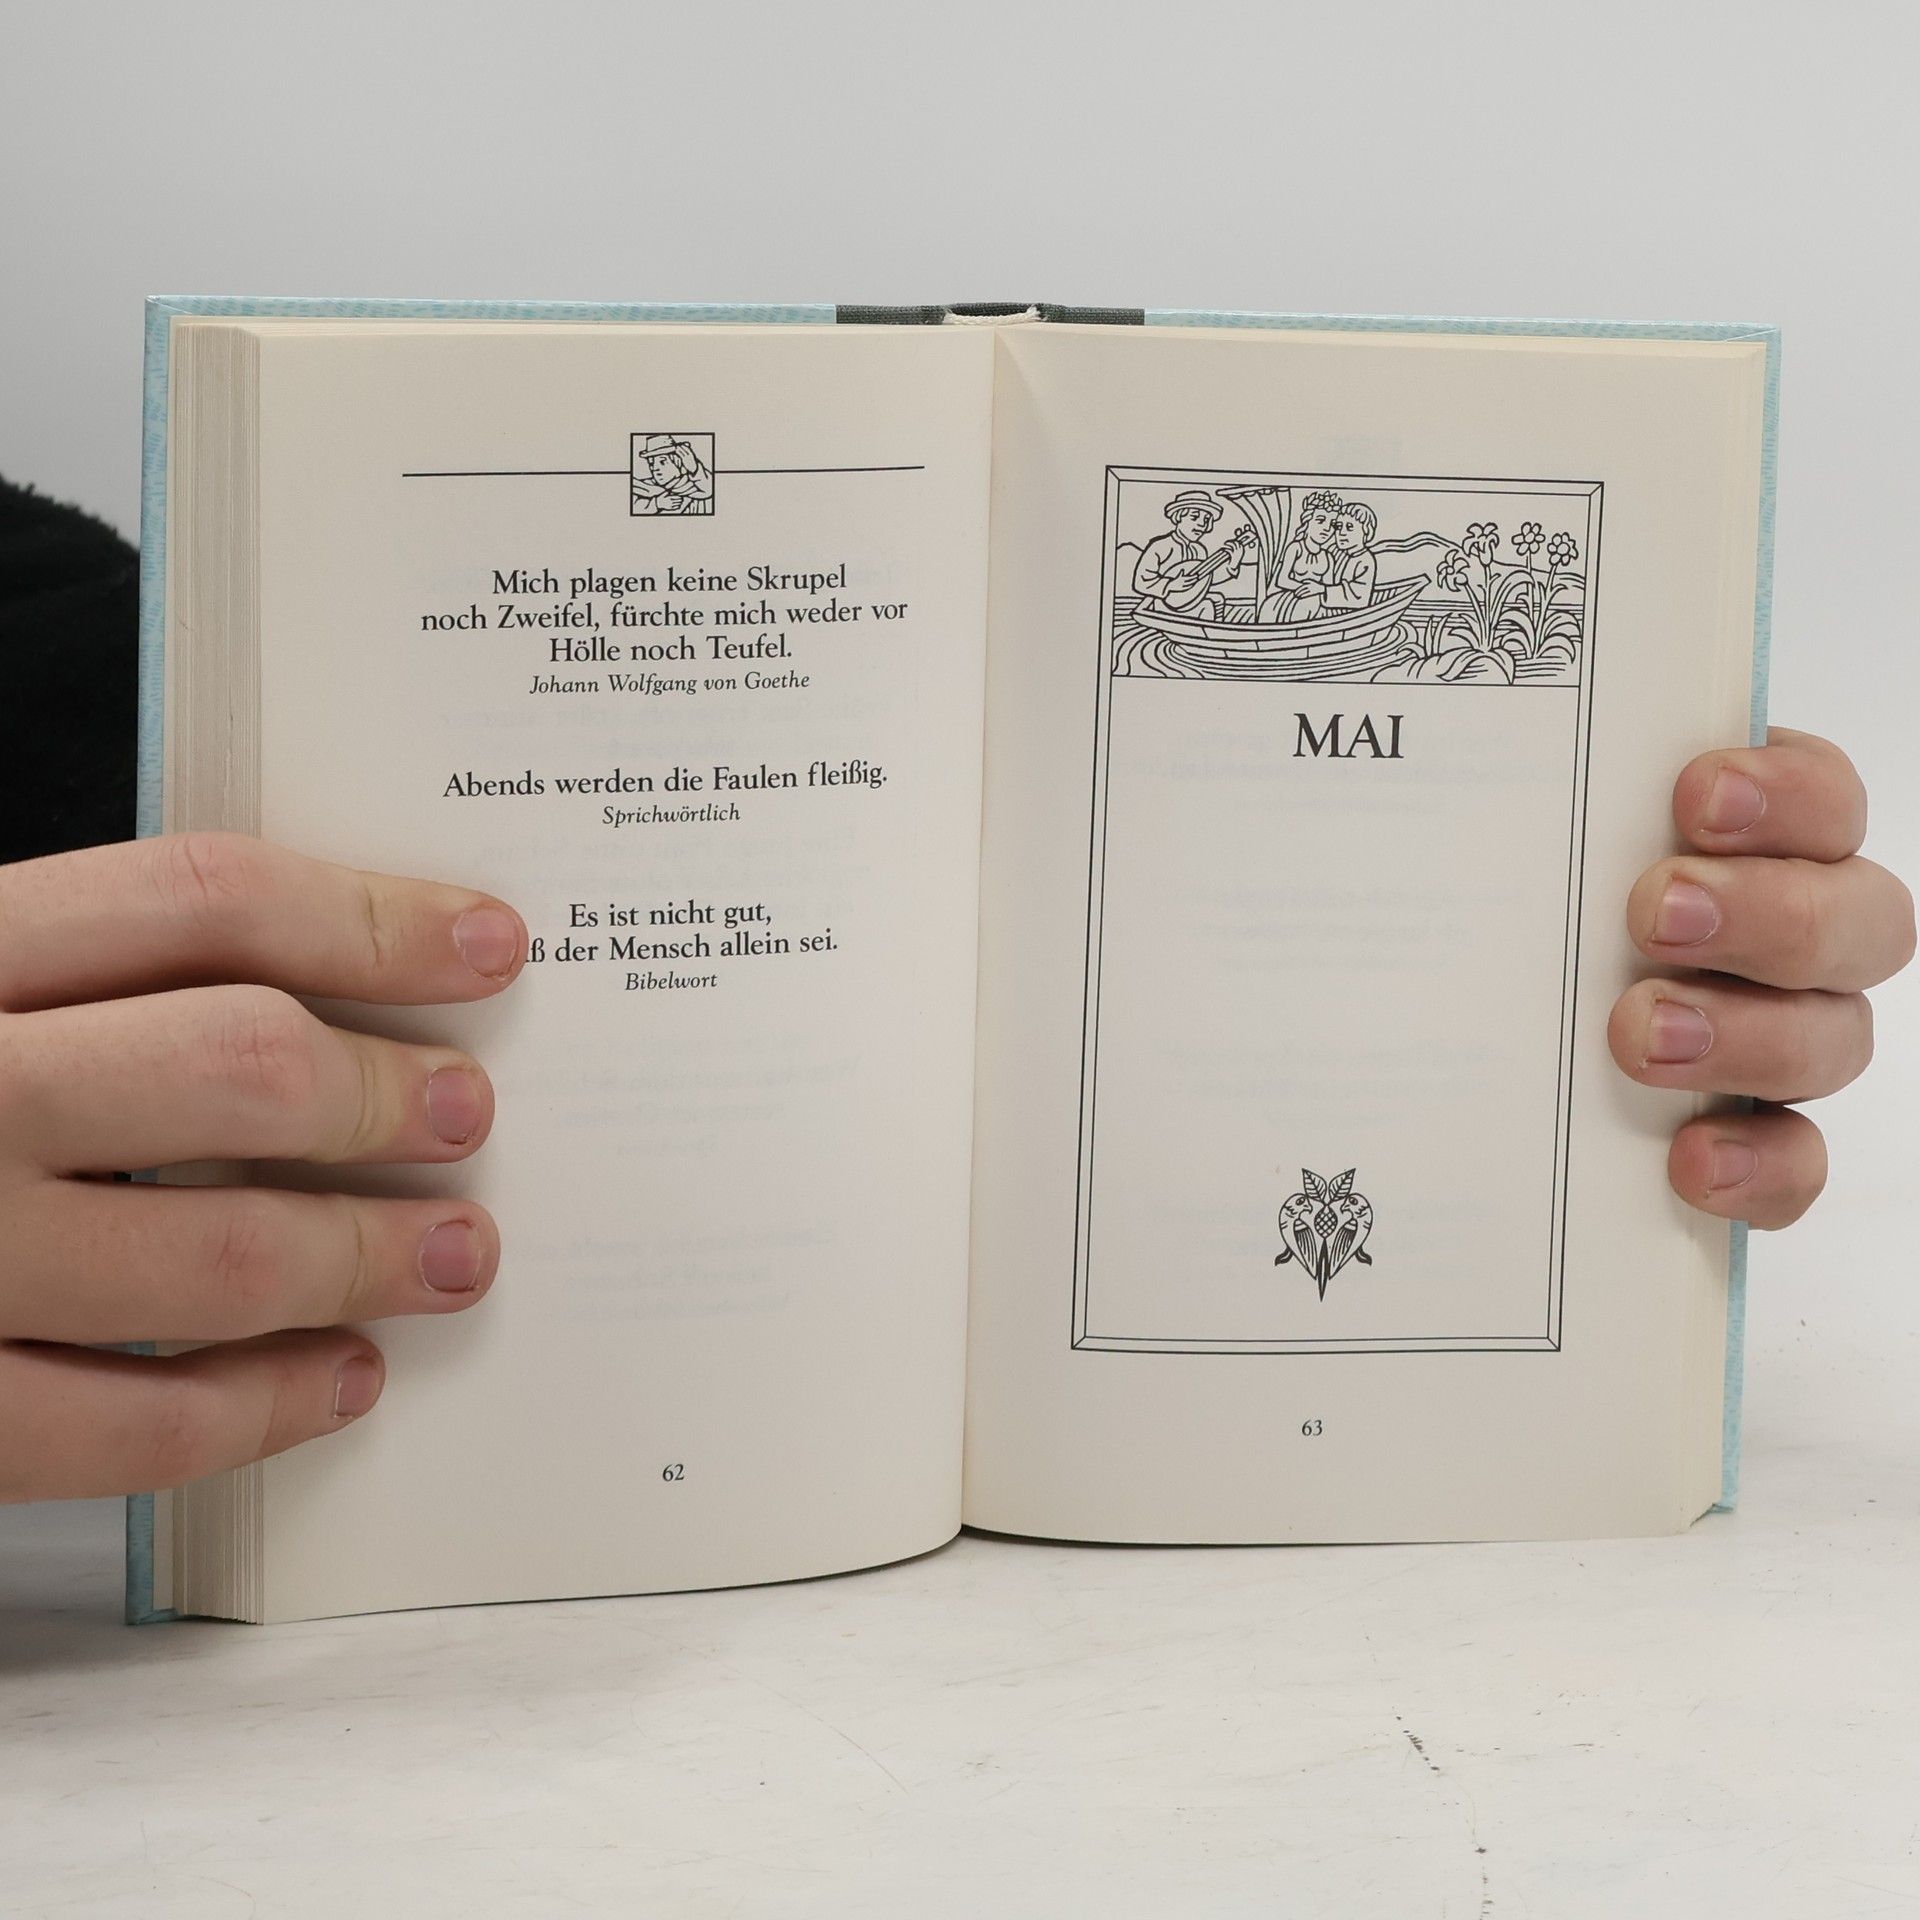 Mich plagen keine Skrupel
noch Zweifel, fürchte mich weder vor
Hölle noch Teufel.
Johann Wolfgang von Goethe
Abends werden die Faulen fleißig.
Sprichwörtlich
Es ist nicht gut,
der Mensch allein sei.
Bibelwort
62
MAI
63